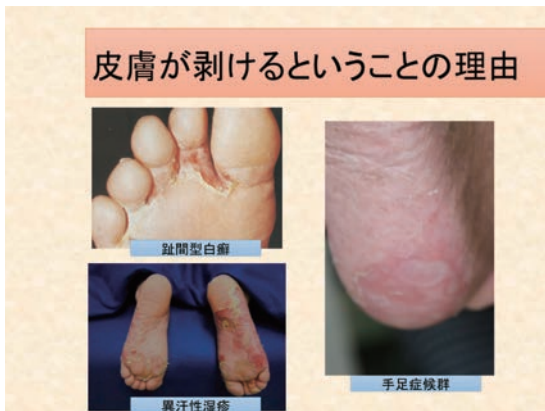 皮膚が剥けるということの理由
趾間型白癬
異汗性湿疹
手足症候群